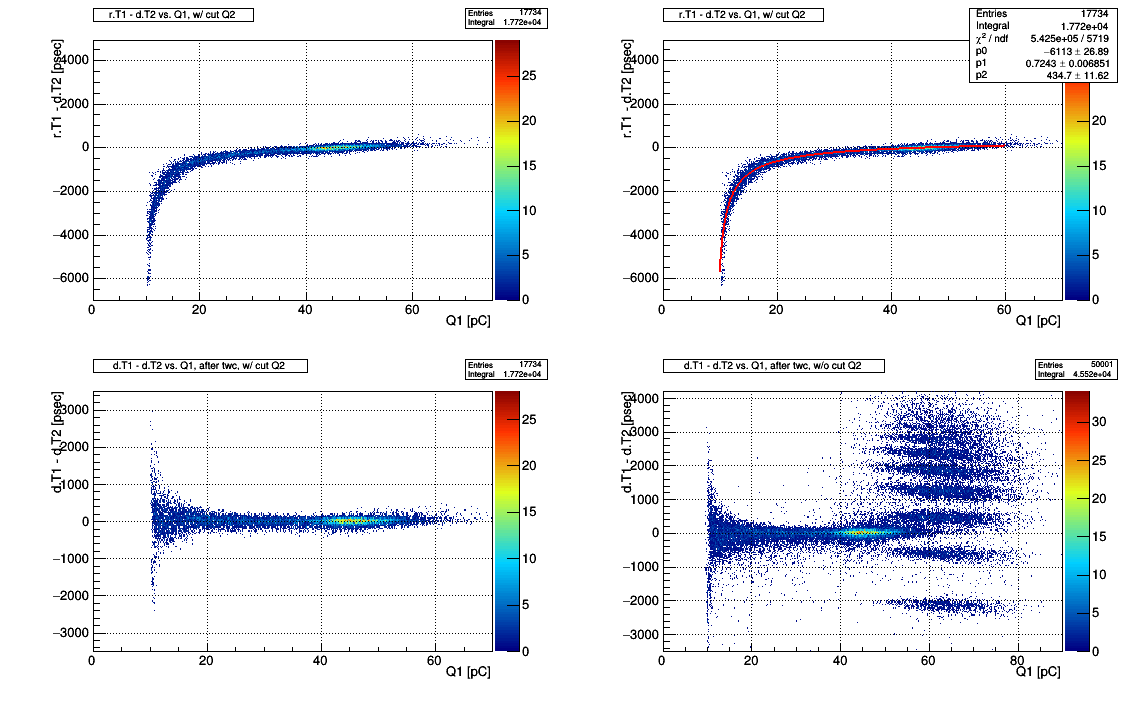 r.T1 - d.T2 vs. Q1, w/ cut Q2
Entries 17734
Integral 1.772e+04
r.T1 - d.T2 [psec]
4000
2000
0
−2000
−4000
−6000
0 20 40 60
Q1 [pC]
25
20
15
10
5
0
r.T1 - d.T2 vs. Q1, w/ cut Q2
Entries 17734
Integral 1.772e+04
χ² / ndf 5.425e+05 / 5719
p0 −6113 ± 26.89
p1 0.7243 ± 0.006851
p2 434.7 ± 11.62
r.T1 - d.T2 [psec]
4000
2000
0
−2000
−4000
−6000
0 20 40 60
Q1 [pC]
20
15
10
5
0
d.T1 - d.T2 vs. Q1, after twc, w/ cut Q2
Entries 17734
Integral 1.772e+04
d.T1 - d.T2 [psec]
3000
2000
1000
0
−1000
−2000
−3000
0 20 40 60
Q1 [pC]
25
20
15
10
5
0
d.T1 - d.T2 vs. Q1, after twc, w/o cut Q2
Entries 50001
Integral 4.552e+04
d.T1 - d.T2 [psec]
4000
3000
2000
1000
0
−1000
−2000
−3000
0 20 40 60 80
Q1 [pC]
30
25
20
15
10
5
0